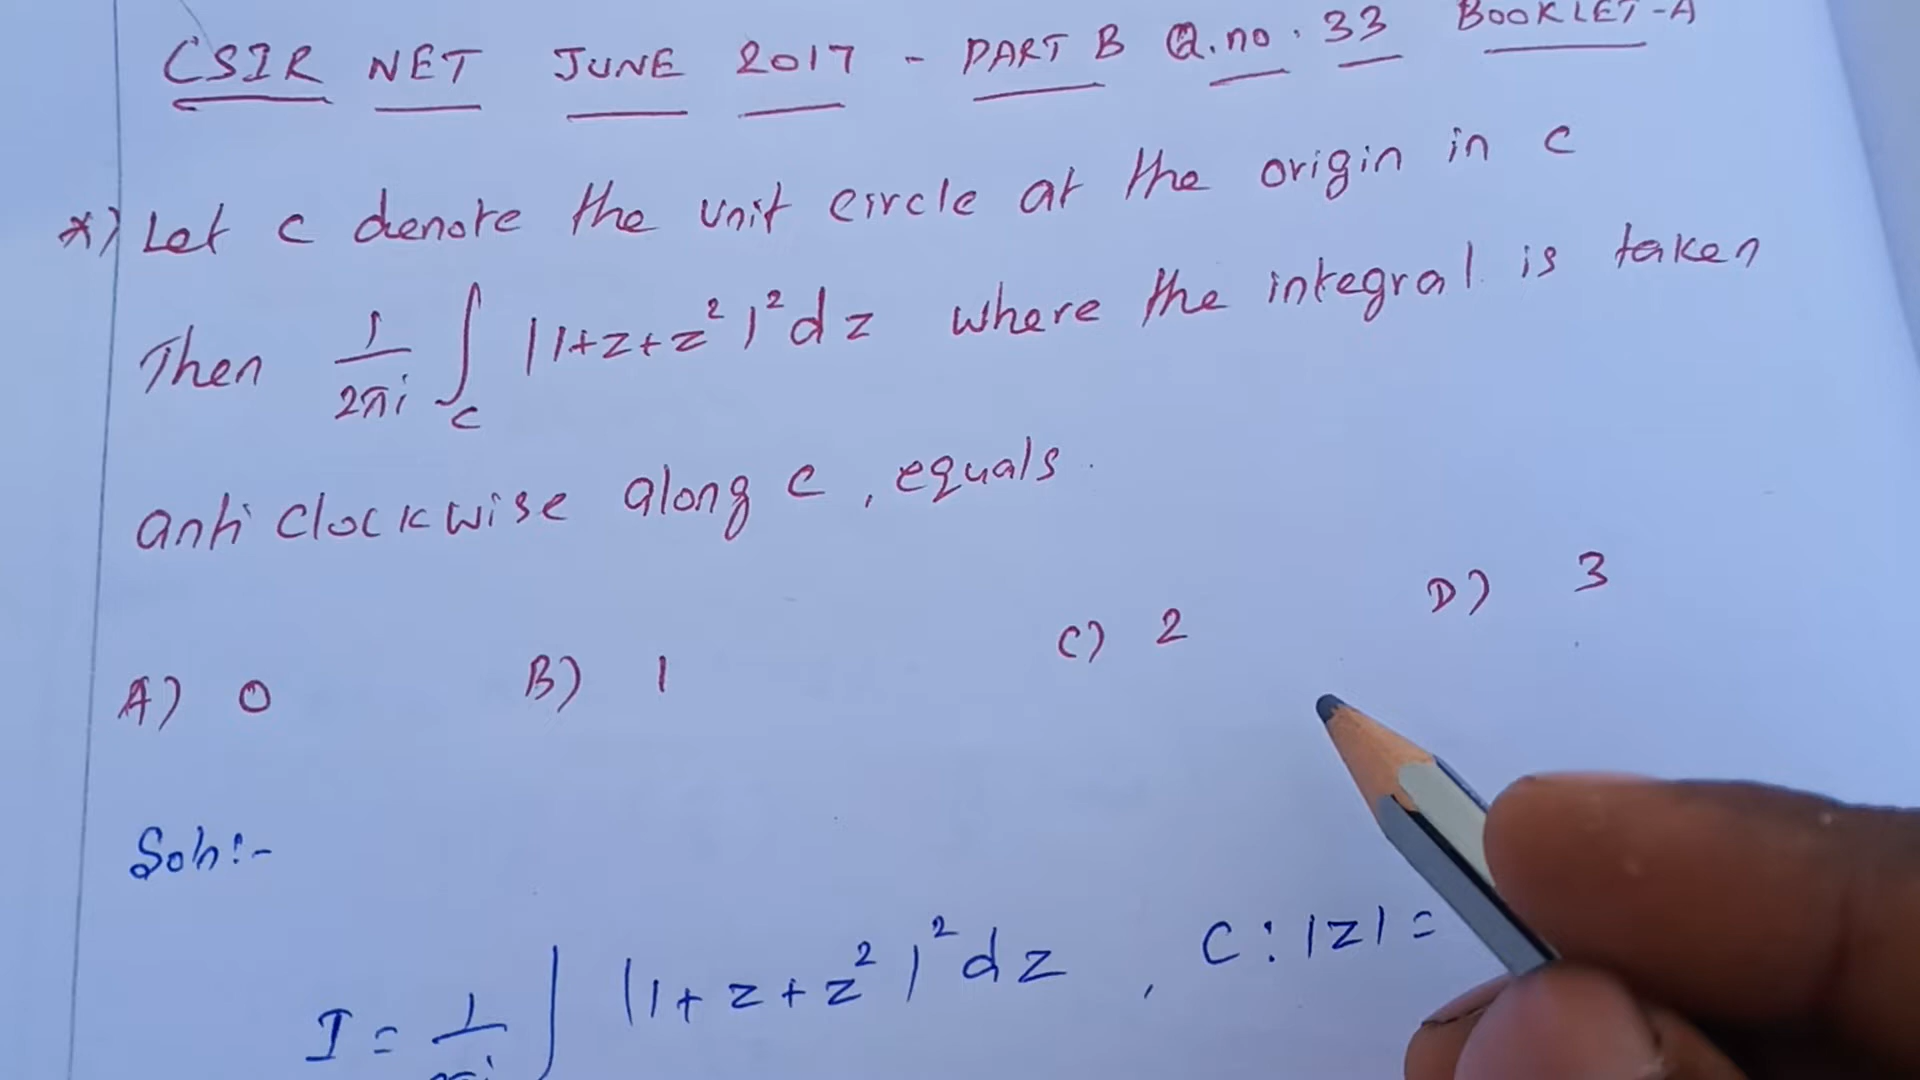 CSIR NET JUNE 2017 - PART B Q.no. 33 BOOKLET-A
*) Let c denote the unit circle at the origin in c
Then 1/2πi ∫c |1+z+z²|² dz where the integral is taken
anti clockwise along c, equals.
A) 0 B) 1 C) 2 D) 3
Soln:-
I = 1/2πi ∫ |1+z+z²|² dz , C: |z| =